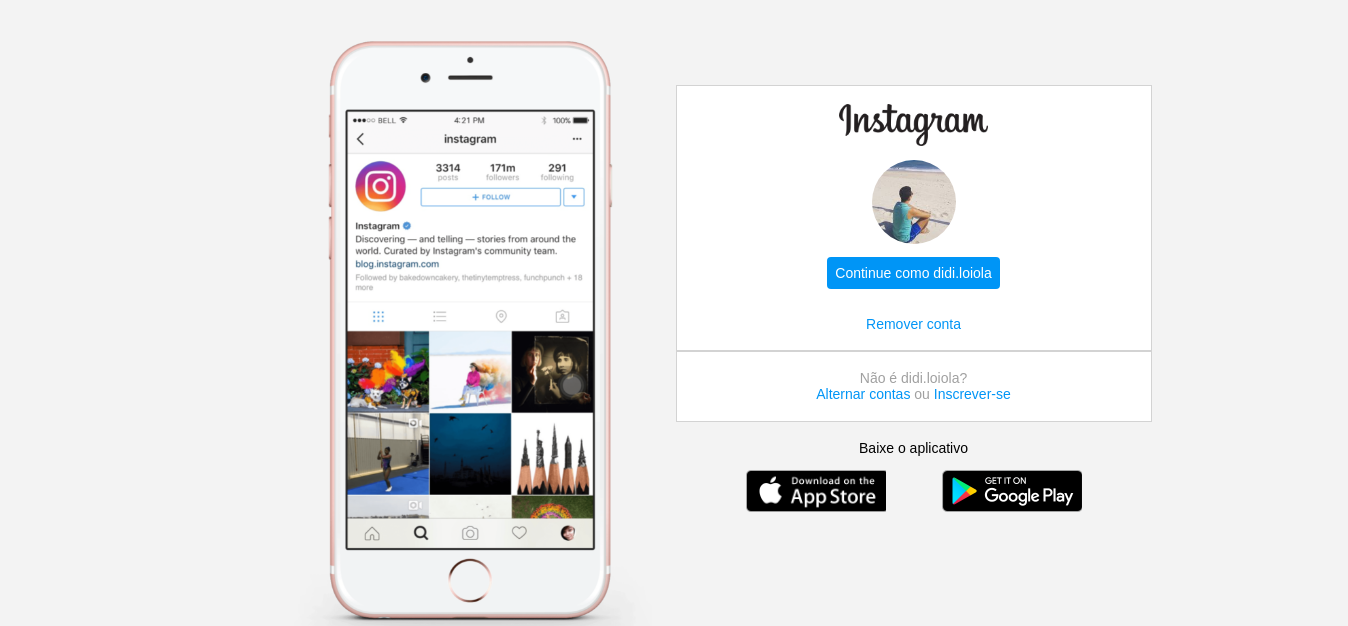 BELL 4:21 PM 100%
instagram
3314 171m 291
posts followers following
+ FOLLOW
Instagram
Discovering — and telling — stories from around the
world. Curated by Instagram's community team.
blog.instagram.com
Followed by bakedowncakery, thetinytempress, funchpunch + 18
more
Instagram
Continue como didi.loiola
Remover conta
Não é didi.loiola?
Alternar contas ou Inscrever-se
Baixe o aplicativo
Download on the
App Store
GET IT ON
Google Play